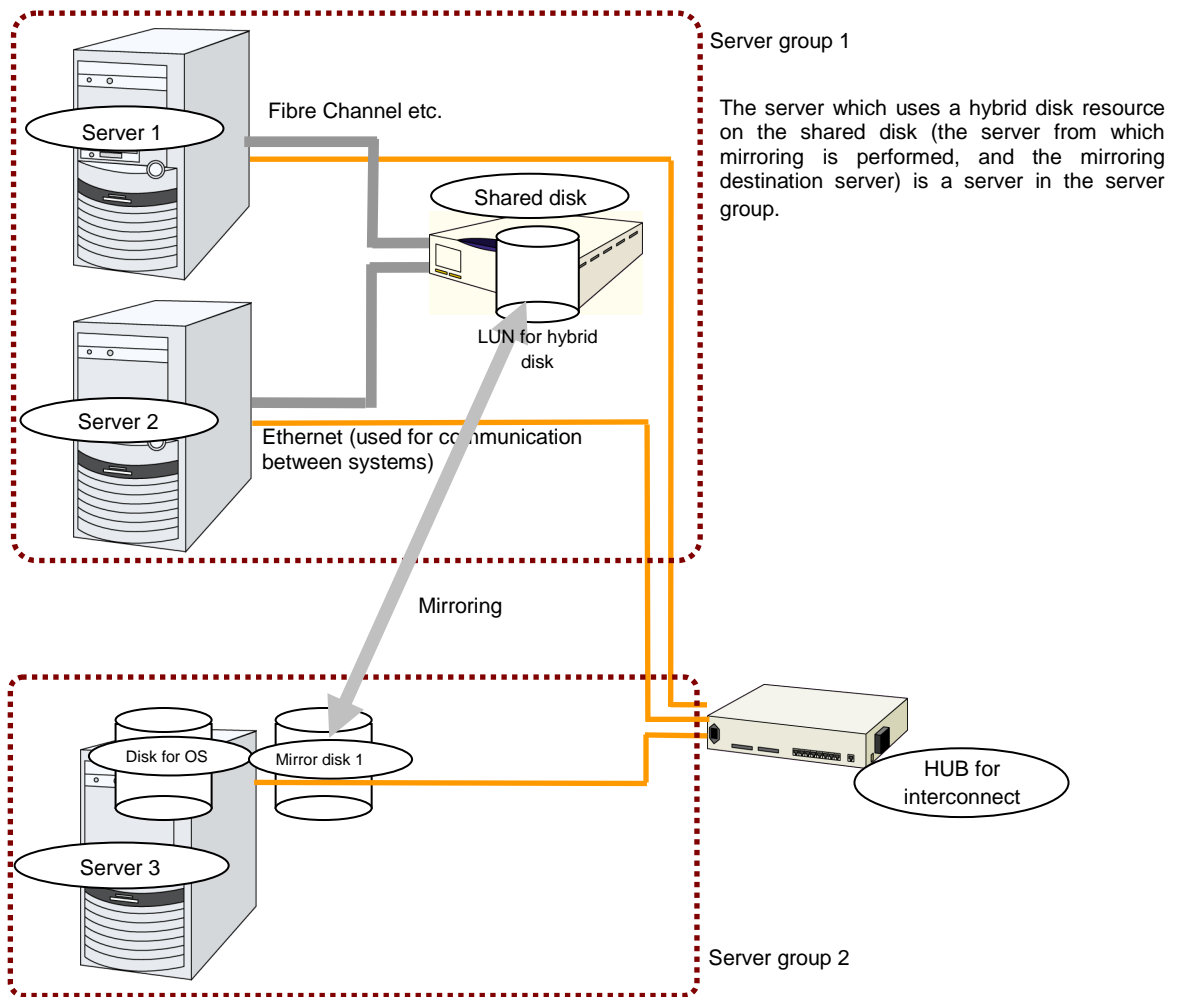 Server group 1
The server which uses a hybrid disk resource
on the shared disk (the server from which
mirroring is performed, and the mirroring
destination server) is a server in the server
group.
Fibre Channel etc.
Server 1
Shared disk
LUN for hybrid
disk
Server 2
Ethernet (used for communication
between systems)
Mirroring
Disk for OS
Mirror disk 1
HUB for
interconnect
Server 3
Server group 2